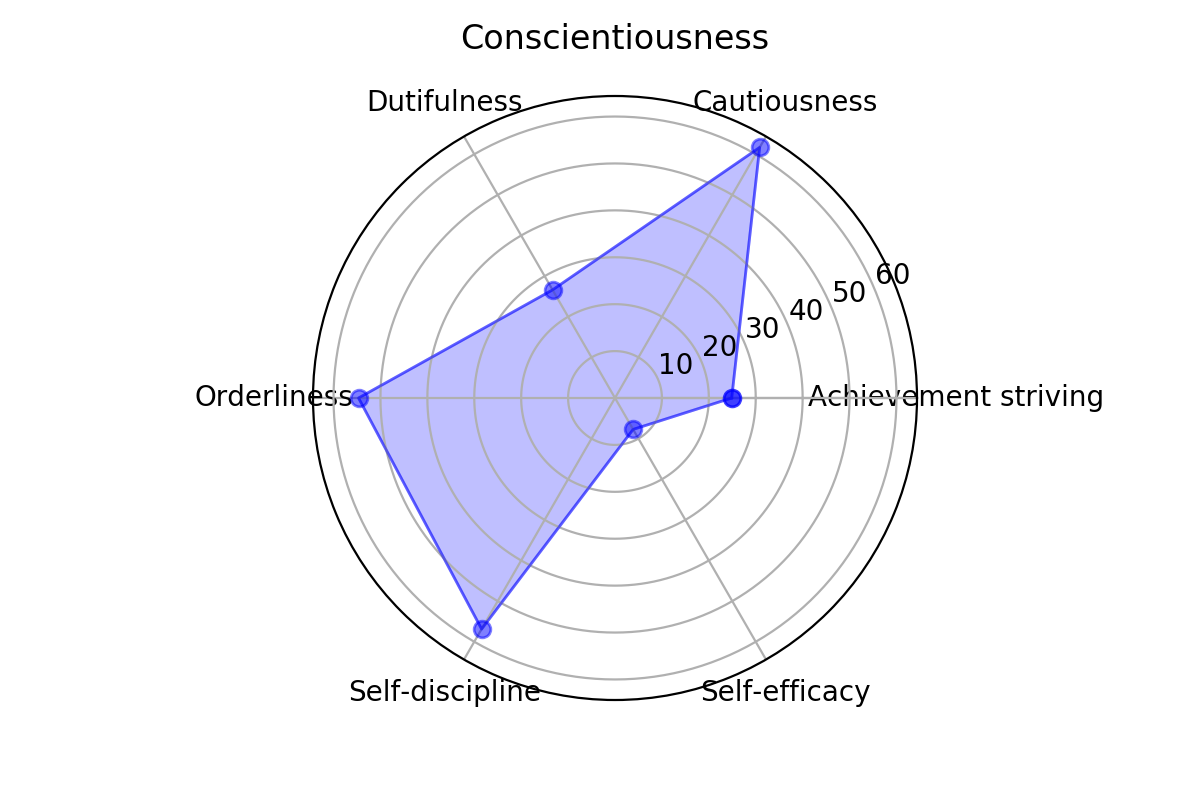 Conscientiousness
Dutifulness
Cautiousness
60
50
40
30
20
10
Orderliness
Achievement striving
Self-discipline
Self-efficacy